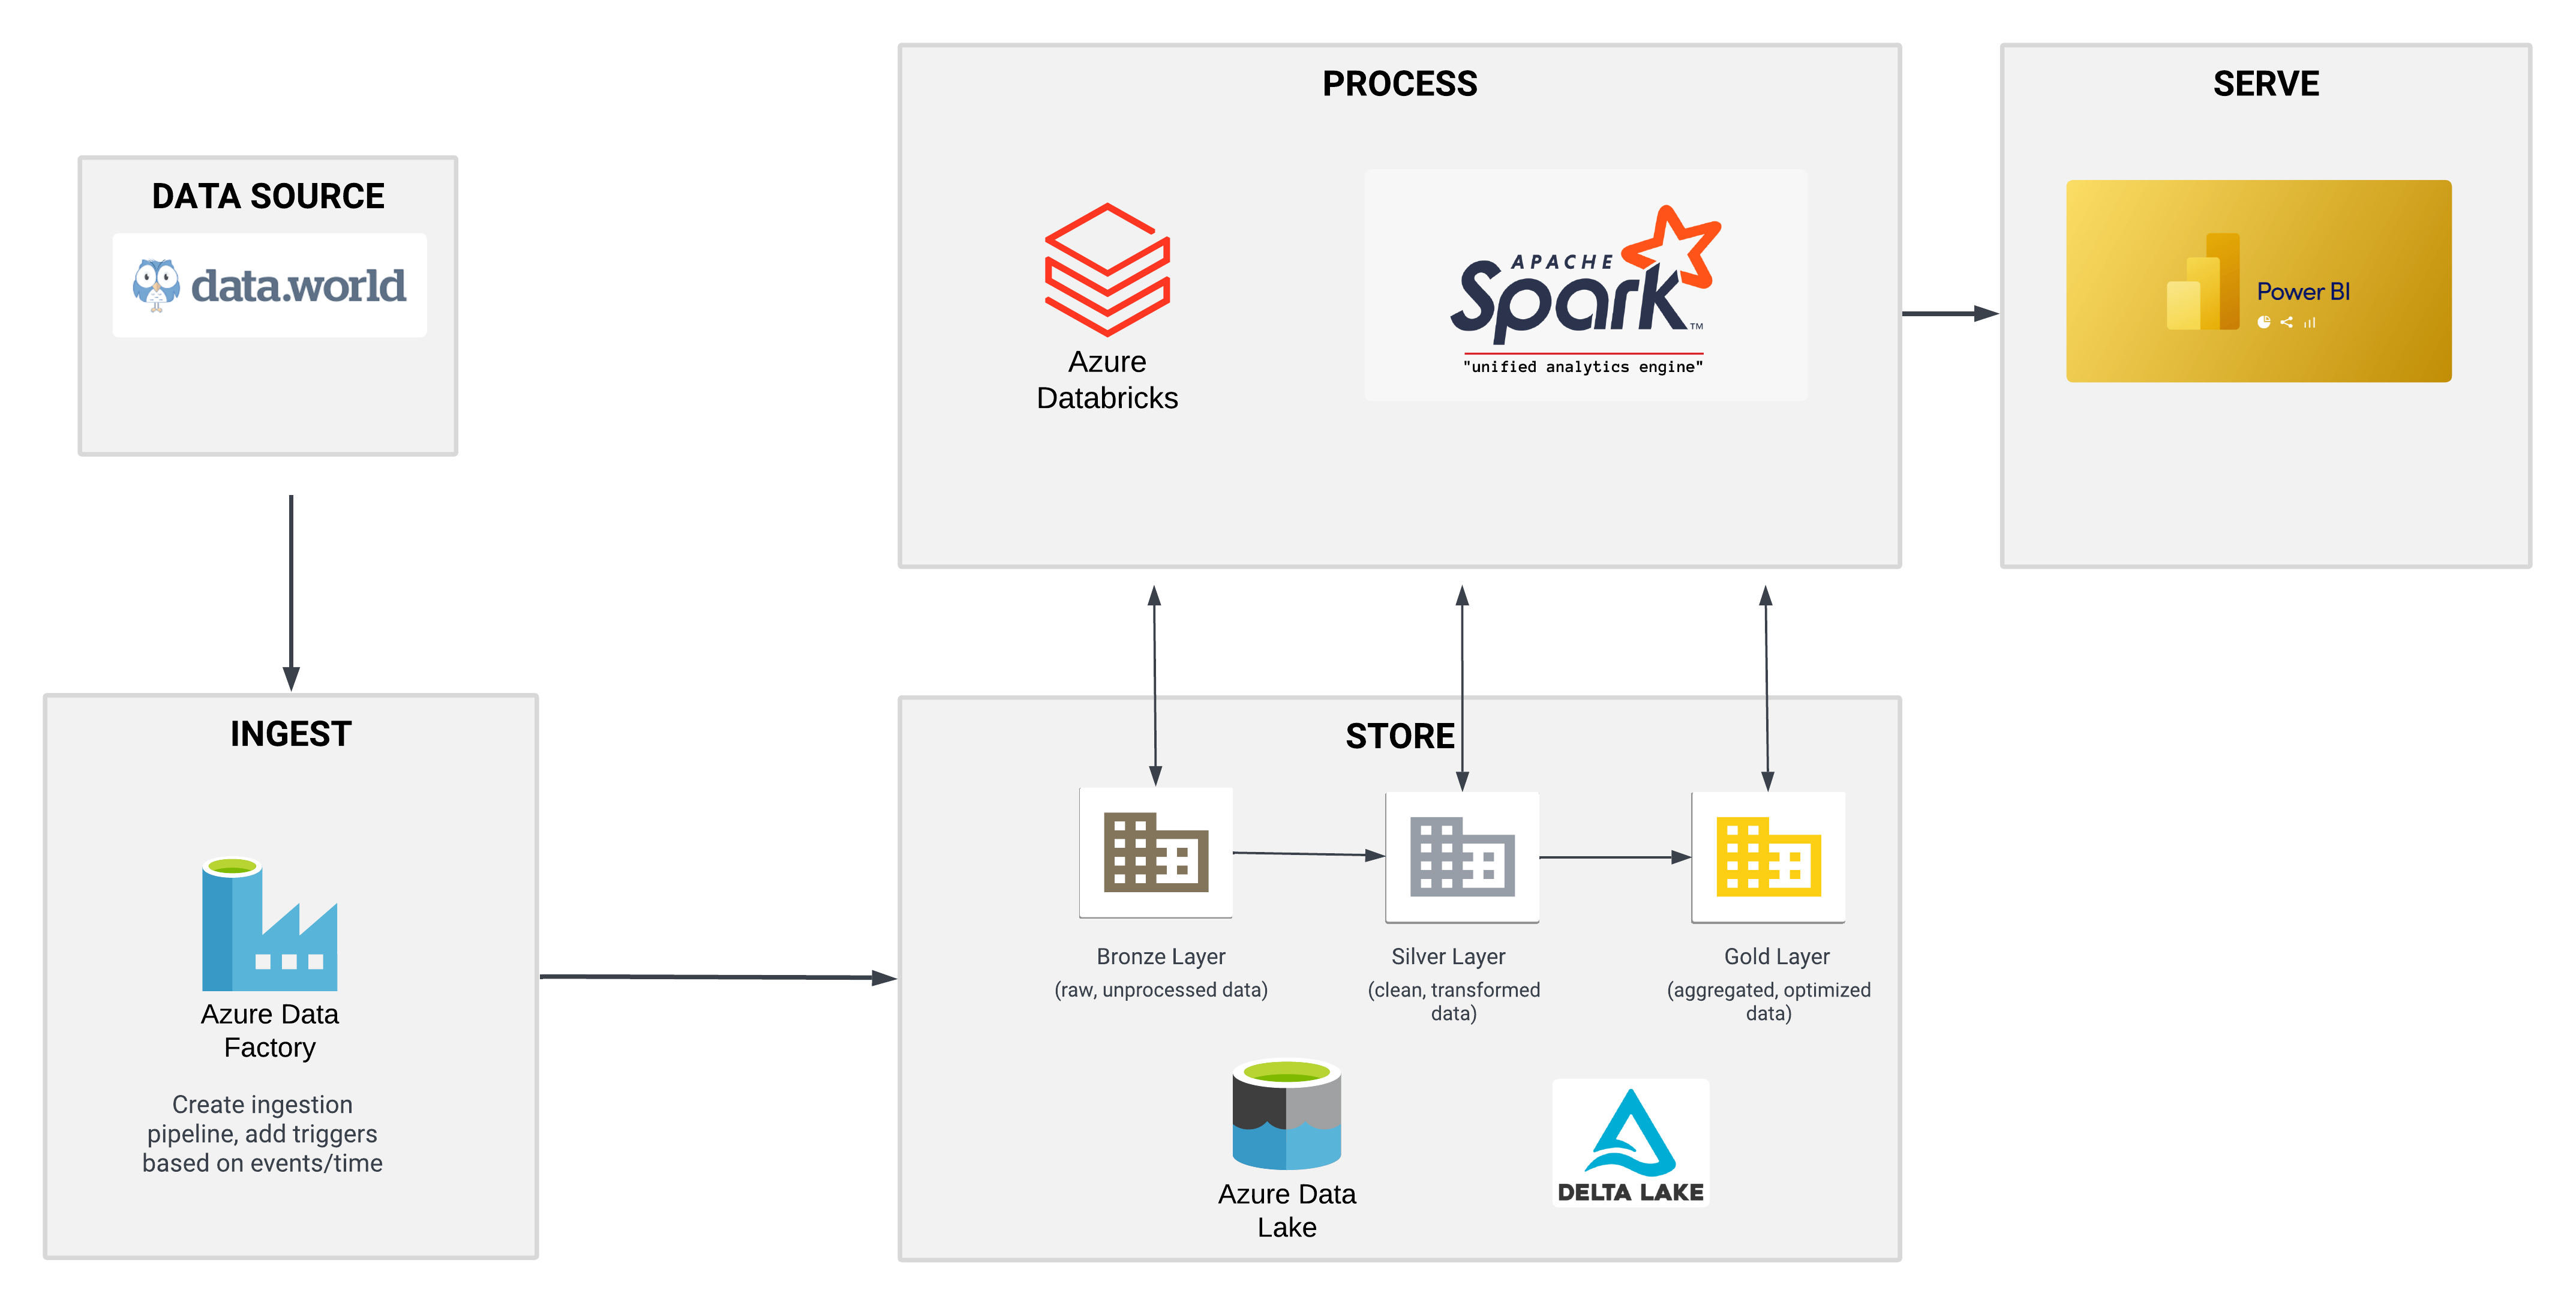 DATA SOURCE
data.world
INGEST
Azure Data
Factory
Create ingestion
pipeline, add triggers
based on events/time
PROCESS
Azure
Databricks
APACHE
Spark™
"unified analytics engine"
SERVE
Power BI
STORE
Bronze Layer
(raw, unprocessed data)
Silver Layer
(clean, transformed
data)
Gold Layer
(aggregated, optimized
data)
Azure Data
Lake
DELTA LAKE